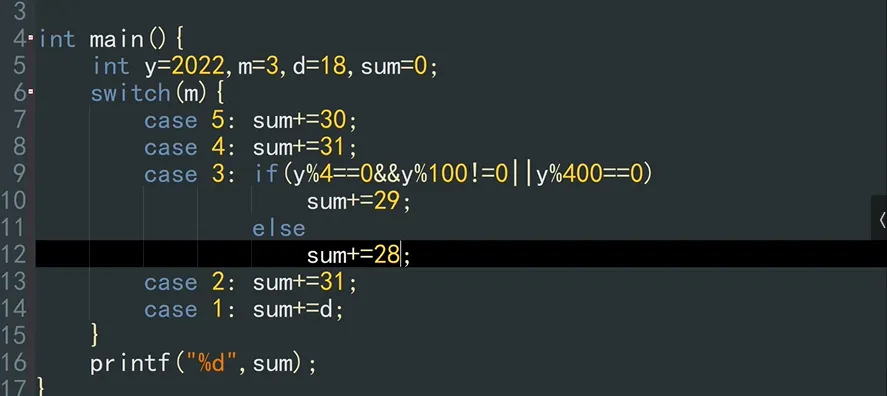 3
4 int main(){
5     int y=2022,m=3,d=18,sum=0;
6     switch(m){
7         case 5: sum+=30;
8         case 4: sum+=31;
9         case 3: if(y%4==0&&y%100!=0||y%400==0)
10                     sum+=29;
11                 else
12                     sum+=28;
13         case 2: sum+=31;
14         case 1: sum+=d;
15     }
16     printf("%d",sum);
17 }